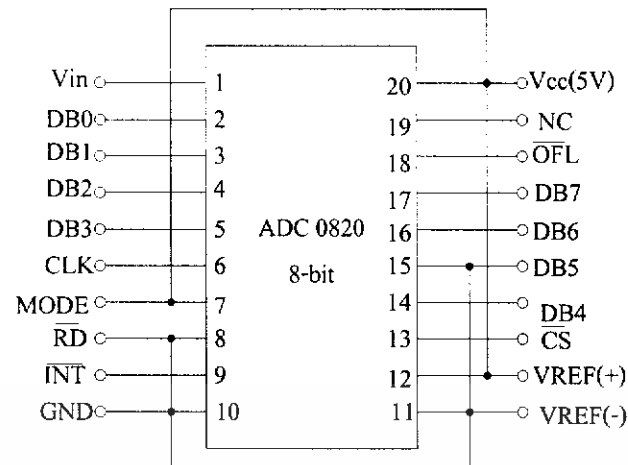 Vin 1 20 Vcc(5V)
DB0 2 19 NC
DB1 3 18 OFL
DB2 4 17 DB7
DB3 5 ADC 0820 16 DB6
CLK 6 8-bit 15 DB5
MODE 7 14 DB4
RD 8 13 CS
INT 9 12 VREF(+)
GND 10 11 VREF(-)